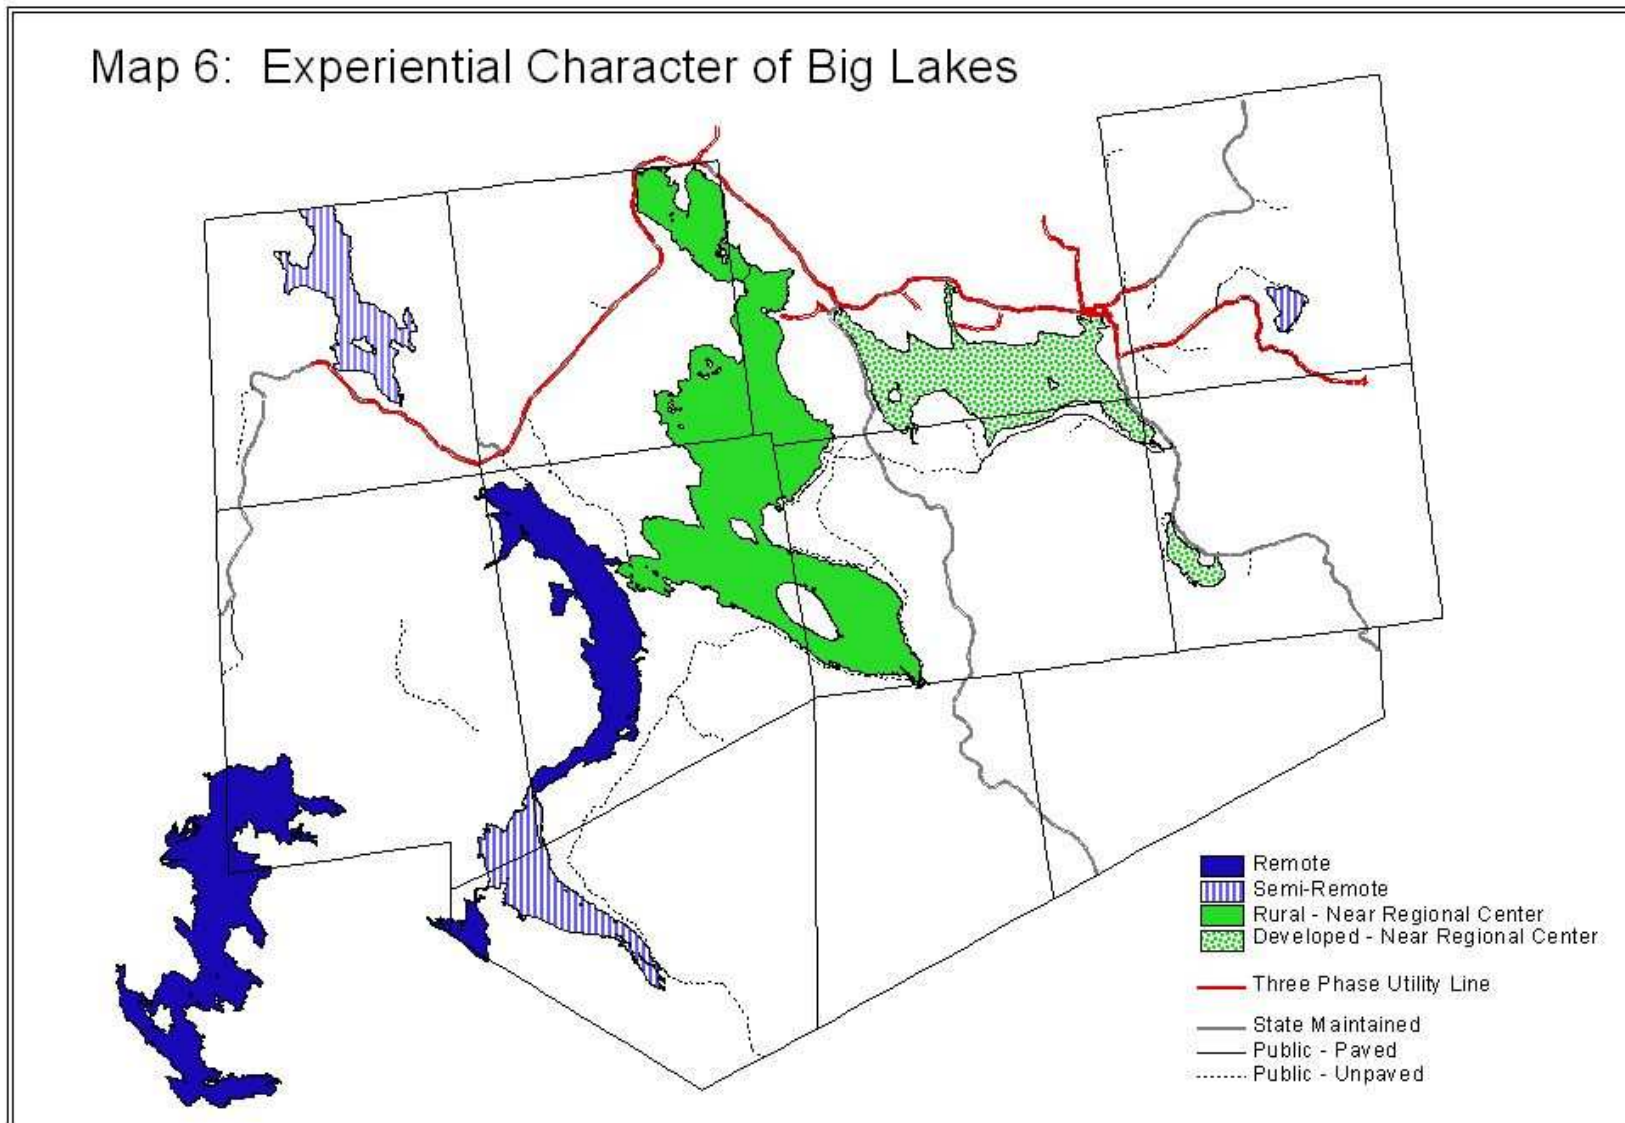 Map 6: Experiential Character of Big Lakes
Remote
Semi-Remote
Rural - Near Regional Center
Developed - Near Regional Center
Three Phase Utility Line
State Maintained
Public - Paved
Public - Unpaved